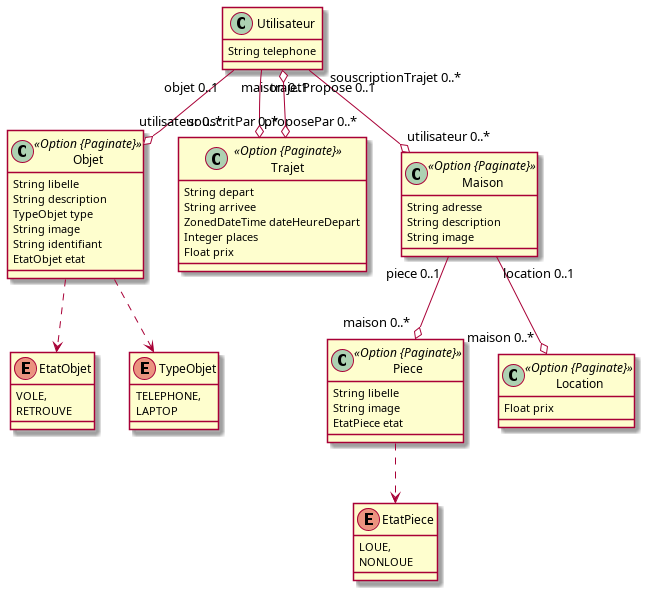 C Utilisateur
String telephone
souscriptionTrajet 0..*
objet 0..1
maison 0..1
trajetPropose 0..1
utilisateur 0..*
souscritPar 0..*
proposePar 0..*
utilisateur 0..*
C «Option {Paginate}»
Objet
String libelle
String description
TypeObjet type
String image
String identifiant
EtatObjet etat
C «Option {Paginate}»
Trajet
String depart
String arrivee
ZonedDateTime dateHeureDepart
Integer places
Float prix
C «Option {Paginate}»
Maison
String adresse
String description
String image
piece 0..1
location 0..1
maison 0..*
maison 0..*
E EtatObjet
VOLE,
RETROUVE
E TypeObjet
TELEPHONE,
LAPTOP
C «Option {Paginate}»
Piece
String libelle
String image
EtatPiece etat
C «Option {Paginate}»
Location
Float prix
E EtatPiece
LOUE,
NONLOUE